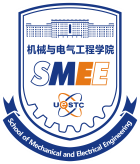 机械与电气工程学院
SMEE
UESTC
School of Mechanical and Electrical Engineering